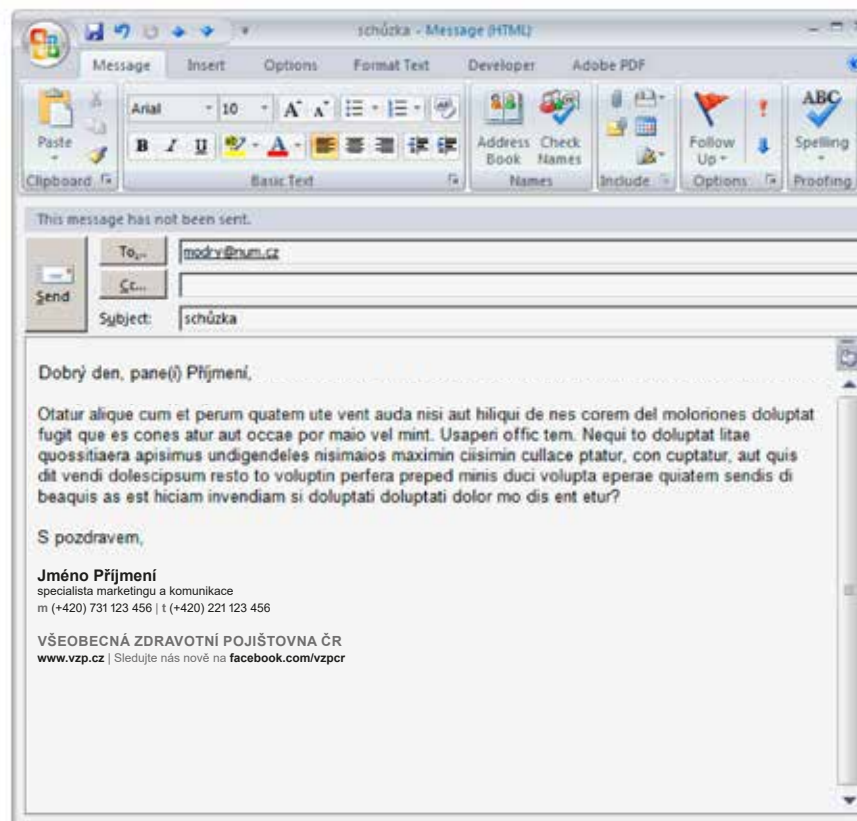 schůzka - Message (HTML)
Message Insert Options Format Text Developer Adobe PDF
Paste
Arial 10
Address Book
Check Names
Follow Up
ABC
Spelling
Clipboard Basic Text Names Include Options Proofing
This message has not been sent.
To... modry@num.cz
Cc...
Send
Subject: schůzka
Dobrý den, pane(i) Příjmení,
Otatur alique cum et perum quatem ute vent auda nisi aut hiliqui de nes corem del moloriones doluptat
fugit que es cones atur aut occae por maio vel mint. Usaperi offic tem. Nequi to doluptat litae
quossitiaera apisimus undigendeles nisimaios maximin ciisimin cullace ptatur, con cuptatur, aut quis
dit vendi dolescipsum resto to voluptin perfera preped minis duci volupta eperae quiatem sendis di
beaquis as est hiciam invendiam si doluptati doluptati dolor mo dis ent etur?
S pozdravem,
Jméno Příjmení
specialista marketingu a komunikace
m (+420) 731 123 456 | t (+420) 221 123 456
VŠEOBECNÁ ZDRAVOTNÍ POJIŠTOVNA ČR
www.vzp.cz | Sledujte nás nově na facebook.com/vzpcr